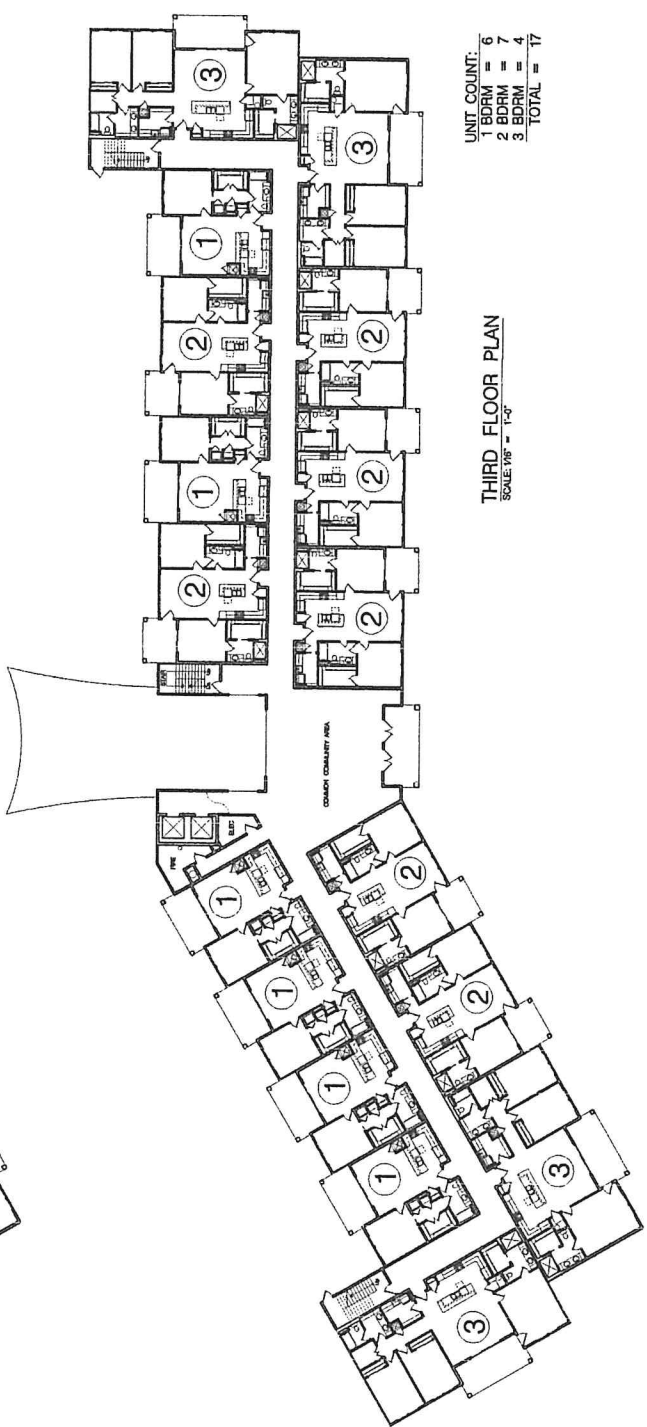 UNIT COUNT:
1 BDRM = 6
2 BDRM = 7
3 BDRM = 4
TOTAL = 17
THIRD FLOOR PLAN
SCALE: 1/16" = 1'-0"
3
3
1
2
2
1
2
2
2
STAIR
COMMON COMMUNITY AREA
FIRE
ELEC
1
2
1
2
1
1
3
3